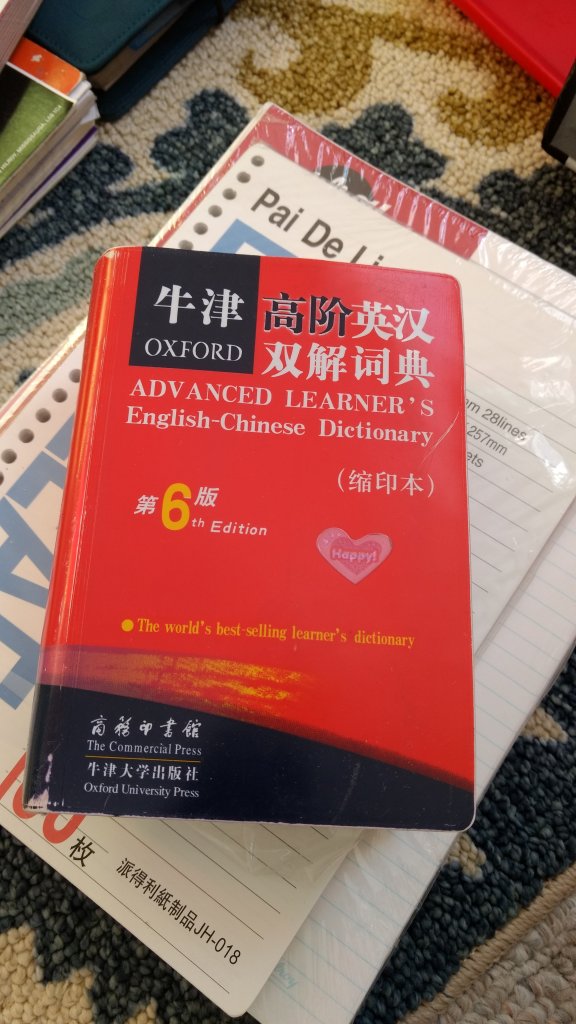 Pai De Li
牛津
OXFORD
高阶英汉
双解词典
ADVANCED LEARNER'S
English-Chinese Dictionary
(缩印本)
第6版
th Edition
Happy!
●The world's best-selling learner's dictionary
商務印書館
The Commercial Press
牛津大学出版社
Oxford University Press
28lines
257mm
100枚
派得利紙制品JH-018